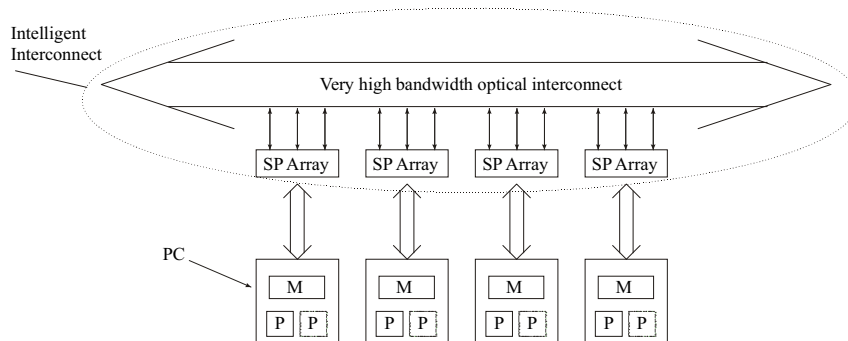 Intelligent
Interconnect
Very high bandwidth optical interconnect
SP Array SP Array SP Array SP Array
PC
M M M M
P P P P P P P P